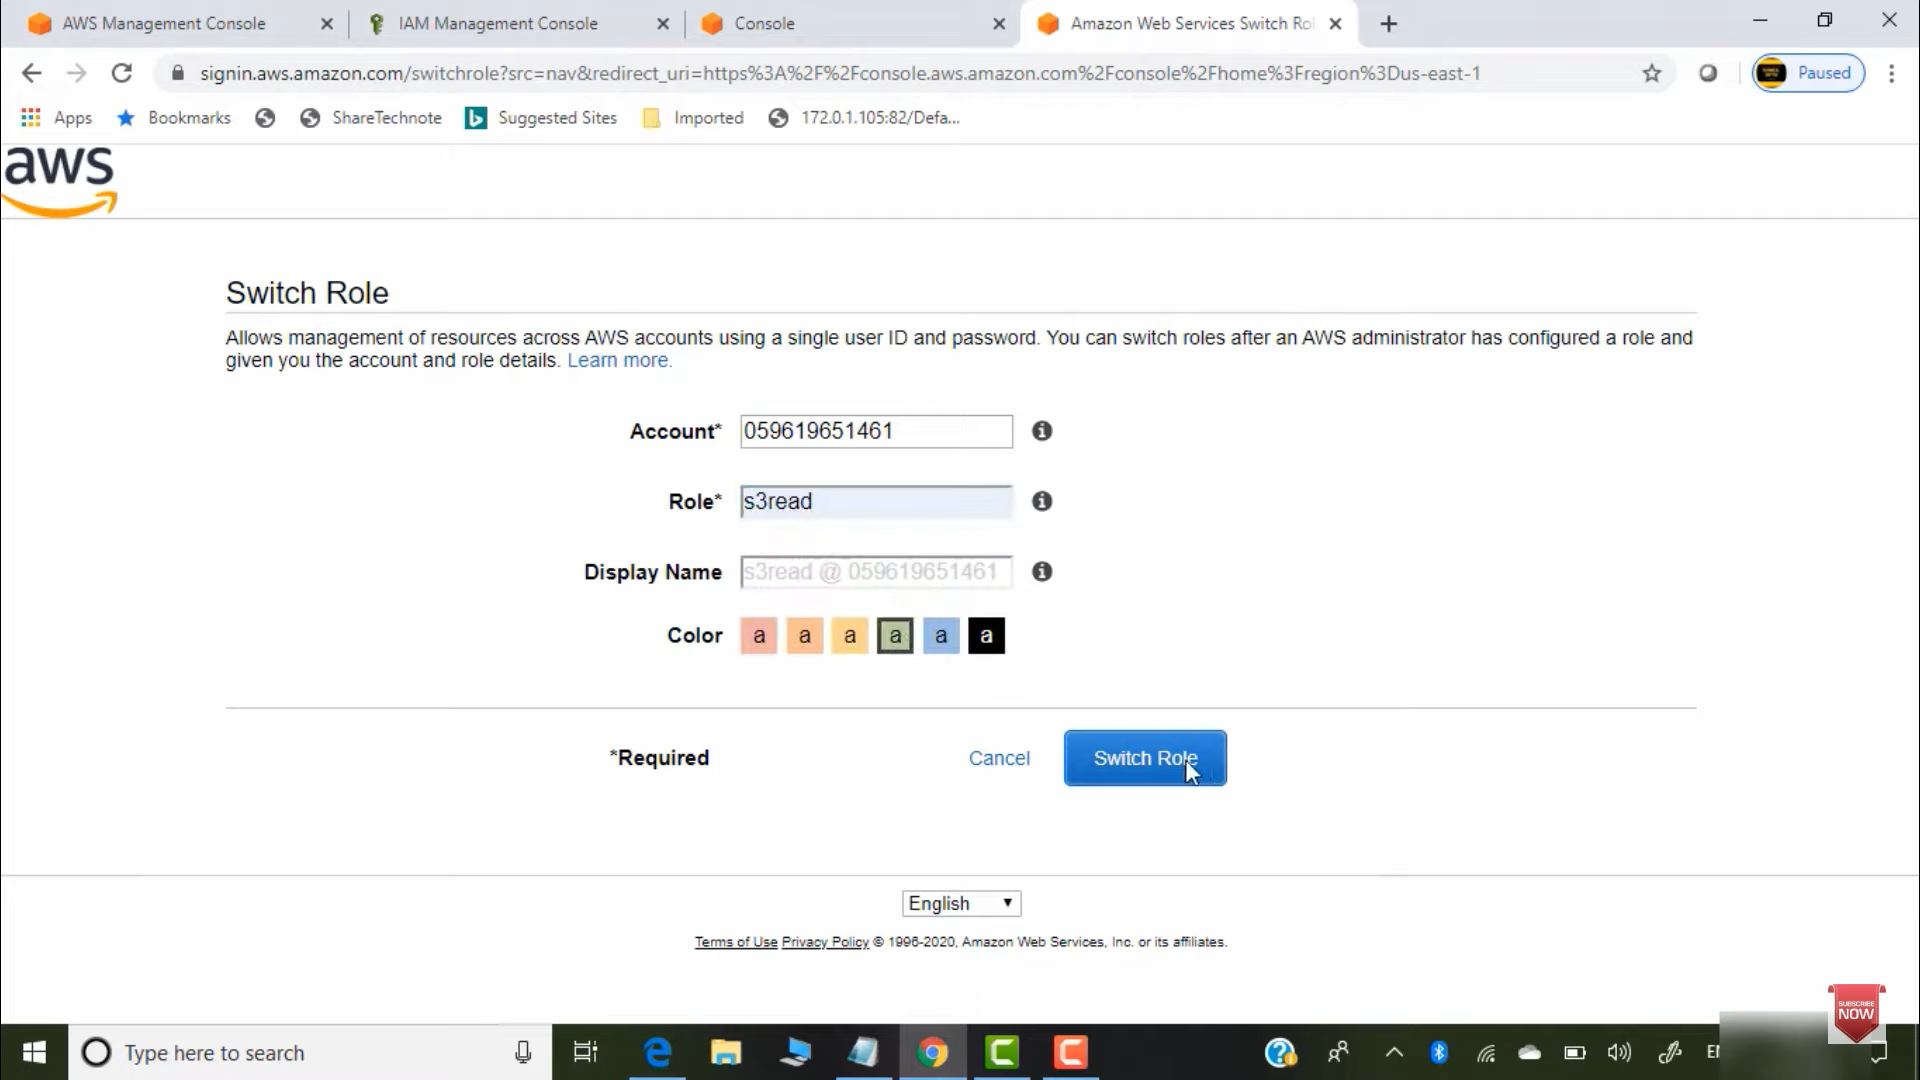 AWS Management Console
IAM Management Console
Console
Amazon Web Services Switch Ro
signin.aws.amazon.com/switchrole?src=nav&redirect_uri=https%3A%2F%2Fconsole.aws.amazon.com%2Fconsole%2Fhome%3Fregion%3Dus-east-1
Paused
Apps
Bookmarks
ShareTechnote
Suggested Sites
Imported
172.0.1.105:82/Defa...
aws
Switch Role
Allows management of resources across AWS accounts using a single user ID and password. You can switch roles after an AWS administrator has configured a role and
given you the account and role details. Learn more.
Account* 059619651461
Role* s3read
Display Name s3read @ 059619651461
Color a a a a a a
*Required Cancel Switch Role
English
Terms of Use Privacy Policy © 1996-2020, Amazon Web Services, Inc. or its affiliates.
SUBSCRIBE
NOW
Type here to search